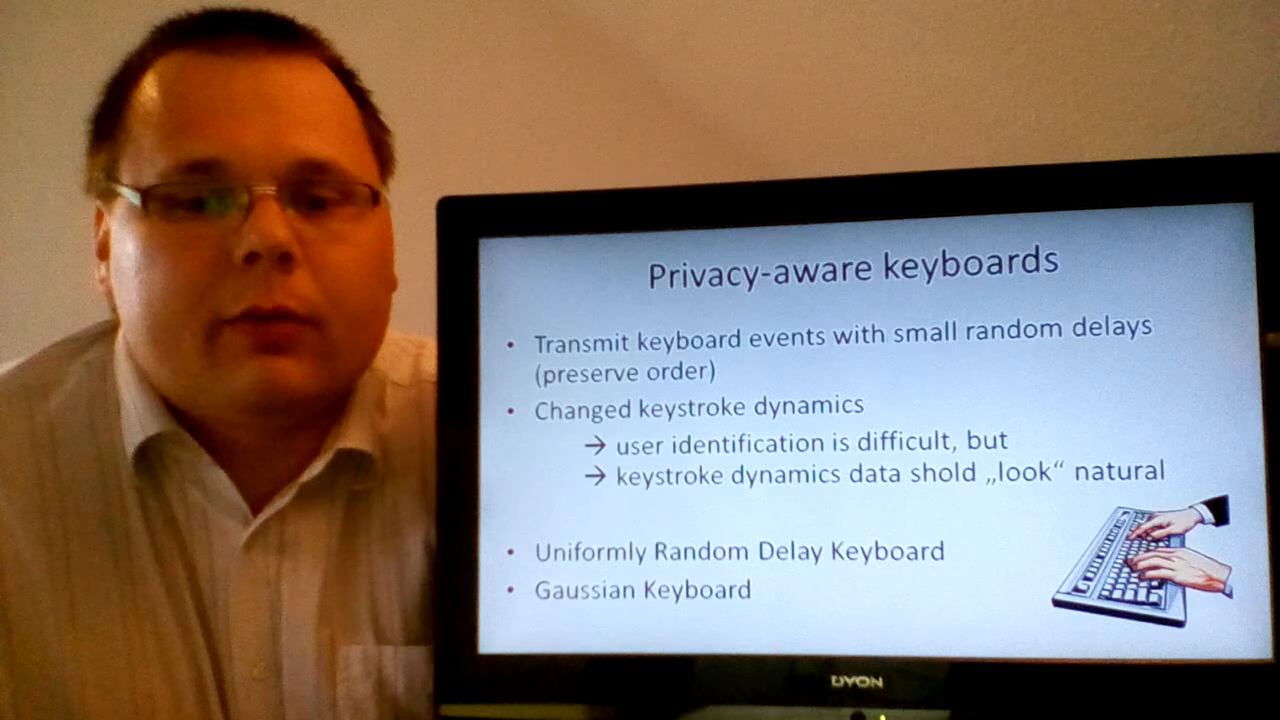 Privacy-aware keyboards
• Transmit keyboard events with small random delays
(preserve order)
• Changed keystroke dynamics
→ user identification is difficult, but
→ keystroke dynamics data shold „look“ natural
• Uniformly Random Delay Keyboard
• Gaussian Keyboard
DYON